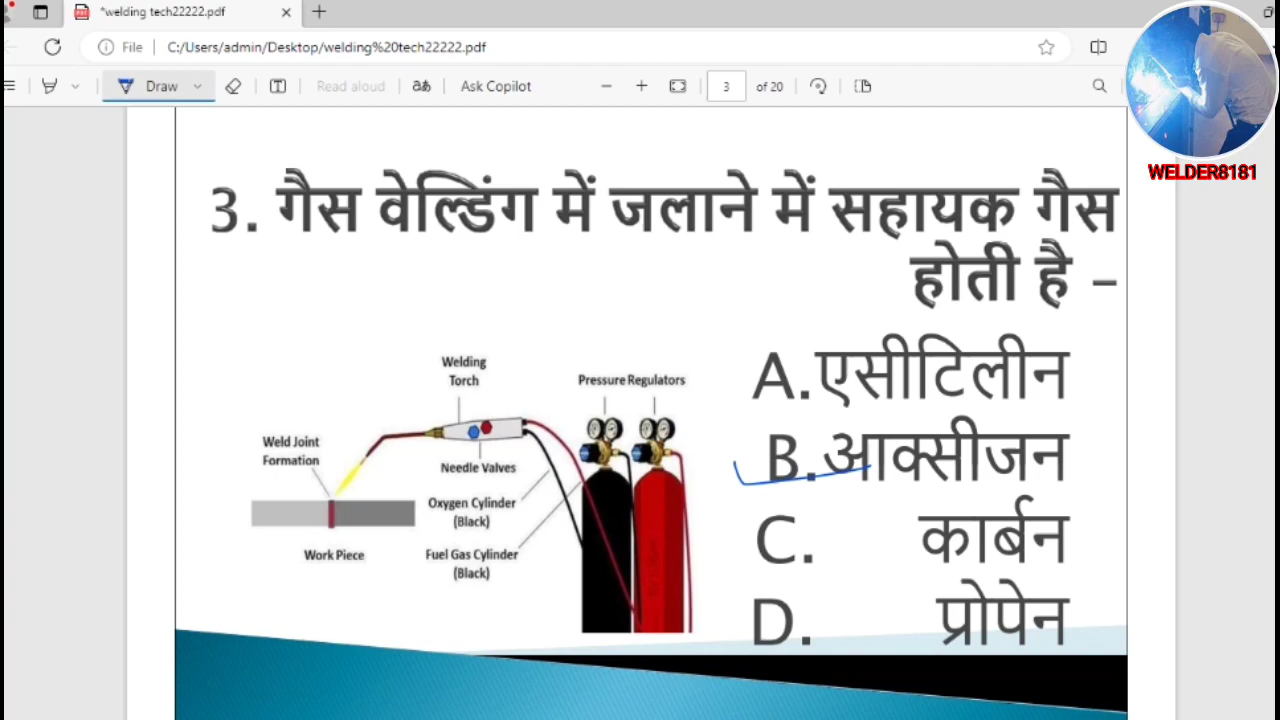 *welding tech22222.pdf
File
C:/Users/admin/Desktop/welding%20tech22222.pdf
Draw
Read aloud
aあ
Ask Copilot
3
of 20
WELDER8181
3. गैस वेल्डिंग में जलाने में सहायक गैस
होती है –
Welding
Torch
Pressure Regulators
Weld Joint
Formation
Needle Valves
Oxygen Cylinder
(Black)
Work Piece
Fuel Gas Cylinder
(Black)
A.एसीटिलीन
B.आक्सीजन
C. कार्बन
D. प्रोपेन